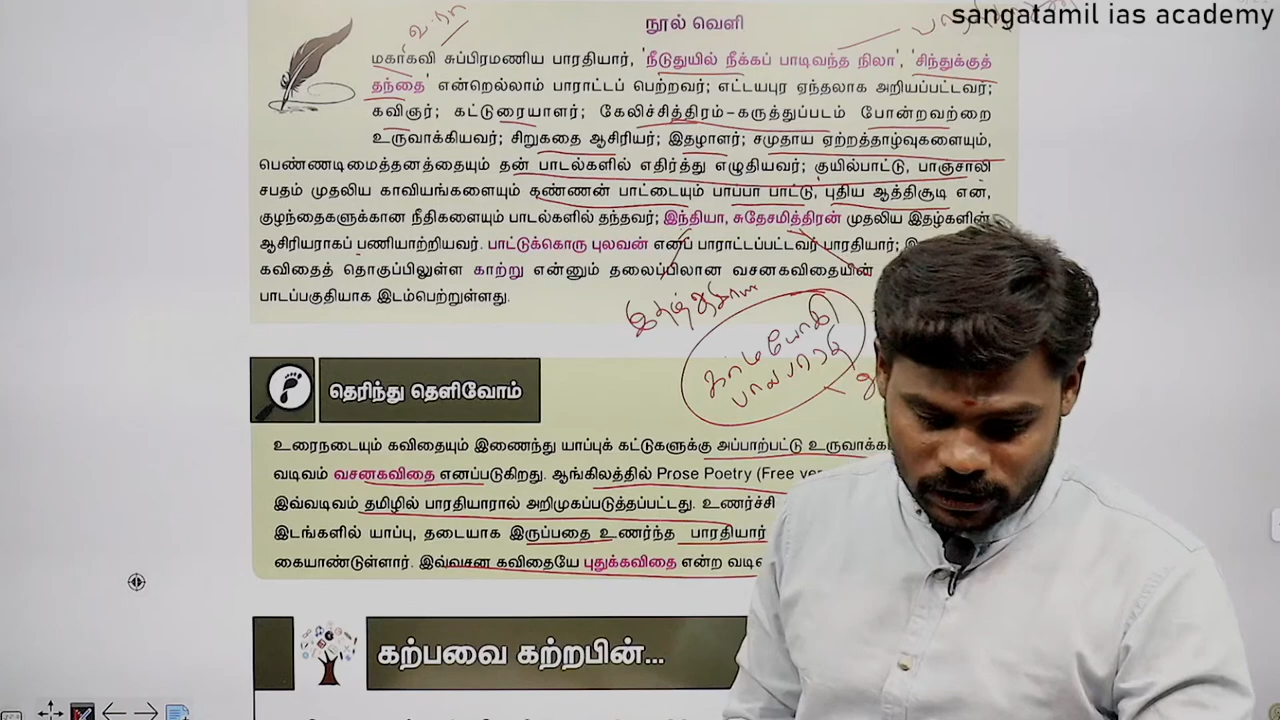 sangatamil ias academy
நூல் வெளி
மகாகவி சுப்பிரமணிய பாரதியார், 'நீடுதுயில் நீக்கப் பாடிவந்த நிலா', 'சிந்துக்குத்
தந்தை' என்றெல்லாம் பாராட்டப் பெற்றவர்; எட்டயபுர ஏந்தலாக அறியப்பட்டவர்;
கவிஞர்; கட்டுரையாளர்; கேலிச்சித்திரம்-கருத்துப்படம் போன்றவற்றை
உருவாக்கியவர்; சிறுகதை ஆசிரியர்; இதழாளர்; சமுதாய ஏற்றத்தாழ்வுகளையும்,
பெண்ணடிமைத்தனத்தையும் தன் பாடல்களில் எதிர்த்து எழுதியவர்; குயில்பாட்டு, பாஞ்சாலி
சபதம் முதலிய காவியங்களையும் கண்ணன் பாட்டையும் பாப்பா பாட்டு, புதிய ஆத்திசூடி என,
குழந்தைகளுக்கான நீதிகளையும் பாடல்களில் தந்தவர்; இந்தியா, சுதேசமித்திரன் முதலிய இதழ்களின்
ஆசிரியராகப் பணியாற்றியவர். பாட்டுக்கொரு புலவன் எனப் பாராட்டப்பட்டவர் பாரதியார்;
கவிதைத் தொகுப்பிலுள்ள காற்று என்னும் தலைப்பிலான வசனகவிதையின்
பாடப்பகுதியாக இடம்பெற்றுள்ளது.
தெரிந்து தெளிவோம்
உரைநடையும் கவிதையும் இணைந்து யாப்புக் கட்டுகளுக்கு அப்பாற்பட்டு
வடிவம் வசனகவிதை எனப்படுகிறது. ஆங்கிலத்தில் Prose Poetry (Free
இவ்வடிவம் தமிழில் பாரதியாரால் அறிமுகப்படுத்தப்பட்டது. உணர்ச்சி
இடங்களில் யாப்பு, தடையாக இருப்பதை உணர்ந்த பாரதியார்
கையாண்டுள்ளார். இவ்வசன கவிதையே புதுக்கவிதை என்ற
கற்பவை கற்றபின்...